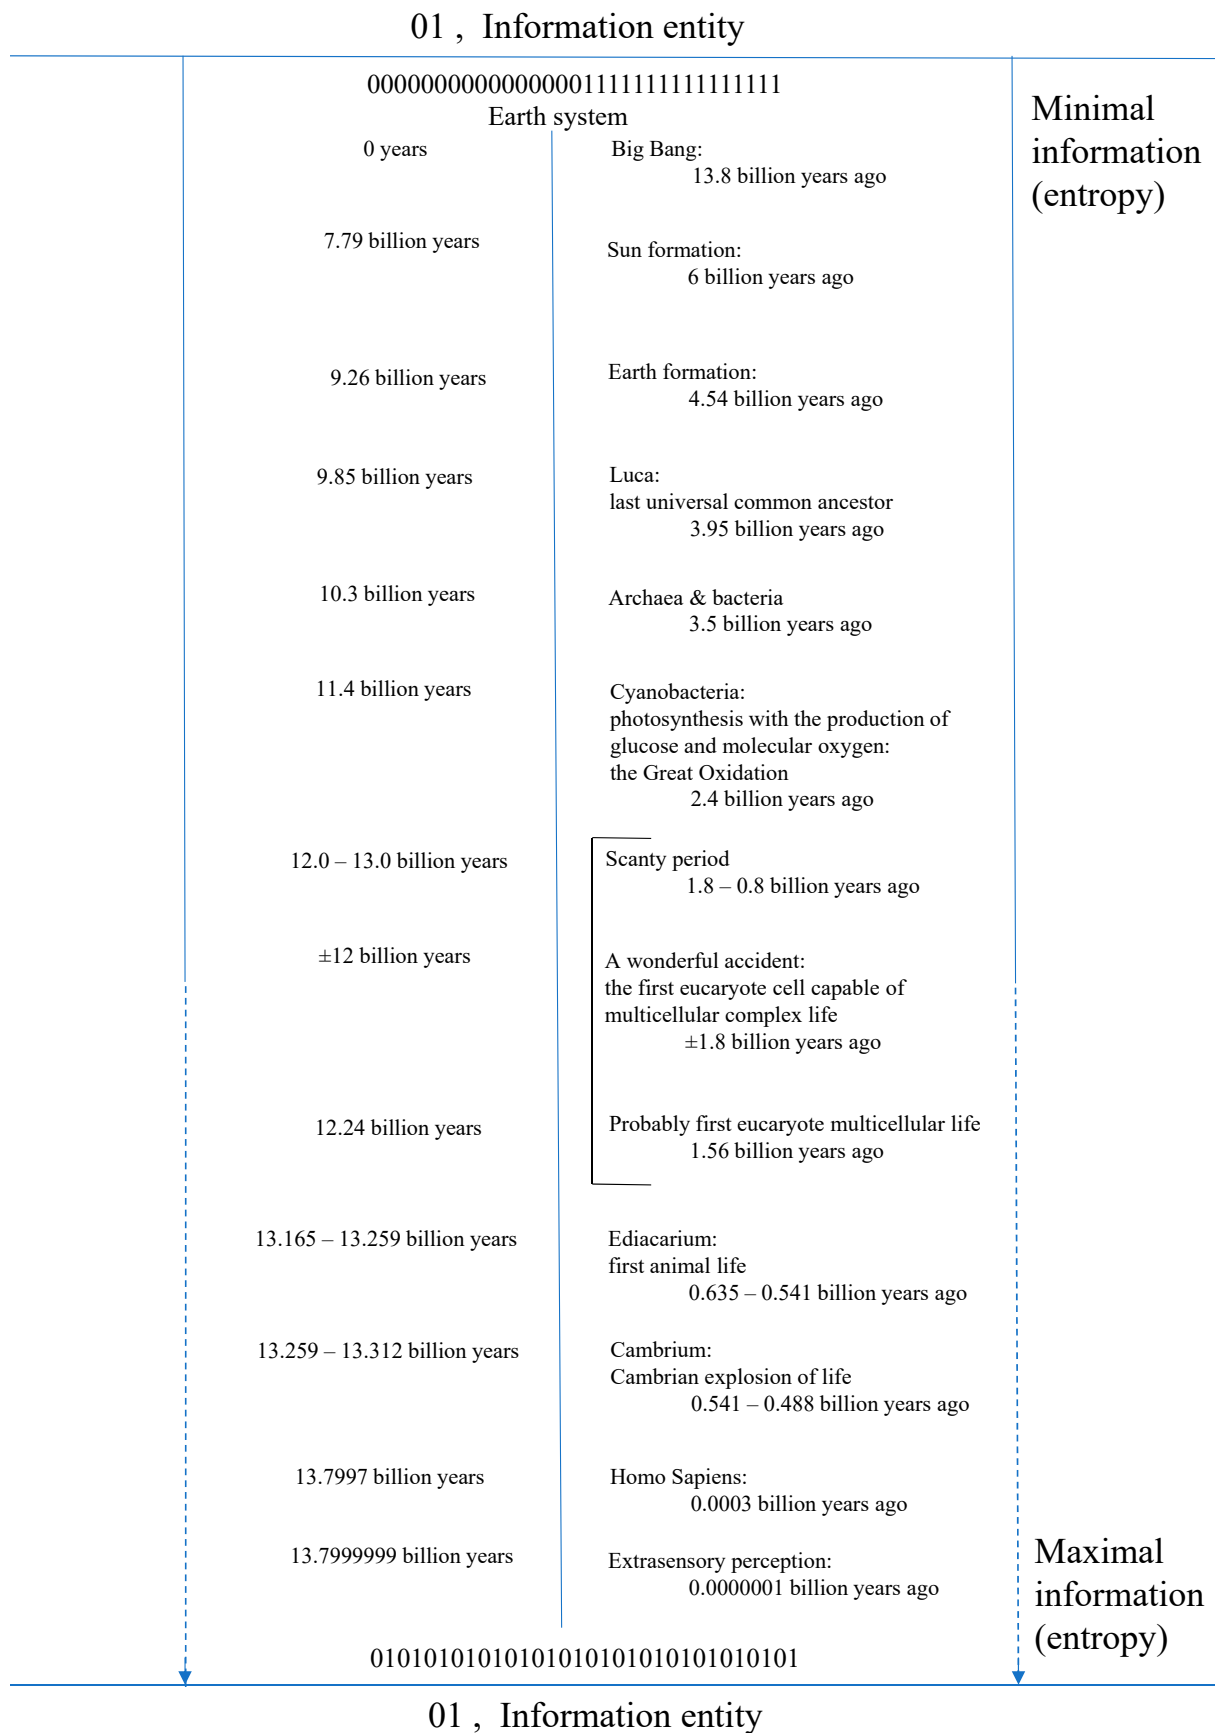 01 , Information entity
000000000000000001111111111111111
Earth system
Minimal
information
(entropy)
0 years
Big Bang:
13.8 billion years ago
7.79 billion years
Sun formation:
6 billion years ago
9.26 billion years
Earth formation:
4.54 billion years ago
9.85 billion years
Luca:
last universal common ancestor
3.95 billion years ago
10.3 billion years
Archaea & bacteria
3.5 billion years ago
11.4 billion years
Cyanobacteria:
photosynthesis with the production of
glucose and molecular oxygen:
the Great Oxidation
2.4 billion years ago
12.0 – 13.0 billion years
Scanty period
1.8 – 0.8 billion years ago
±12 billion years
A wonderful accident:
the first eucaryote cell capable of
multicellular complex life
±1.8 billion years ago
12.24 billion years
Probably first eucaryote multicellular life
1.56 billion years ago
13.165 – 13.259 billion years
Ediacarium:
first animal life
0.635 – 0.541 billion years ago
13.259 – 13.312 billion years
Cambrium:
Cambrian explosion of life
0.541 – 0.488 billion years ago
13.7997 billion years
Homo Sapiens:
0.0003 billion years ago
13.7999999 billion years
Extrasensory perception:
0.0000001 billion years ago
Maximal
information
(entropy)
0101010101010101010101010101010101
01 , Information entity